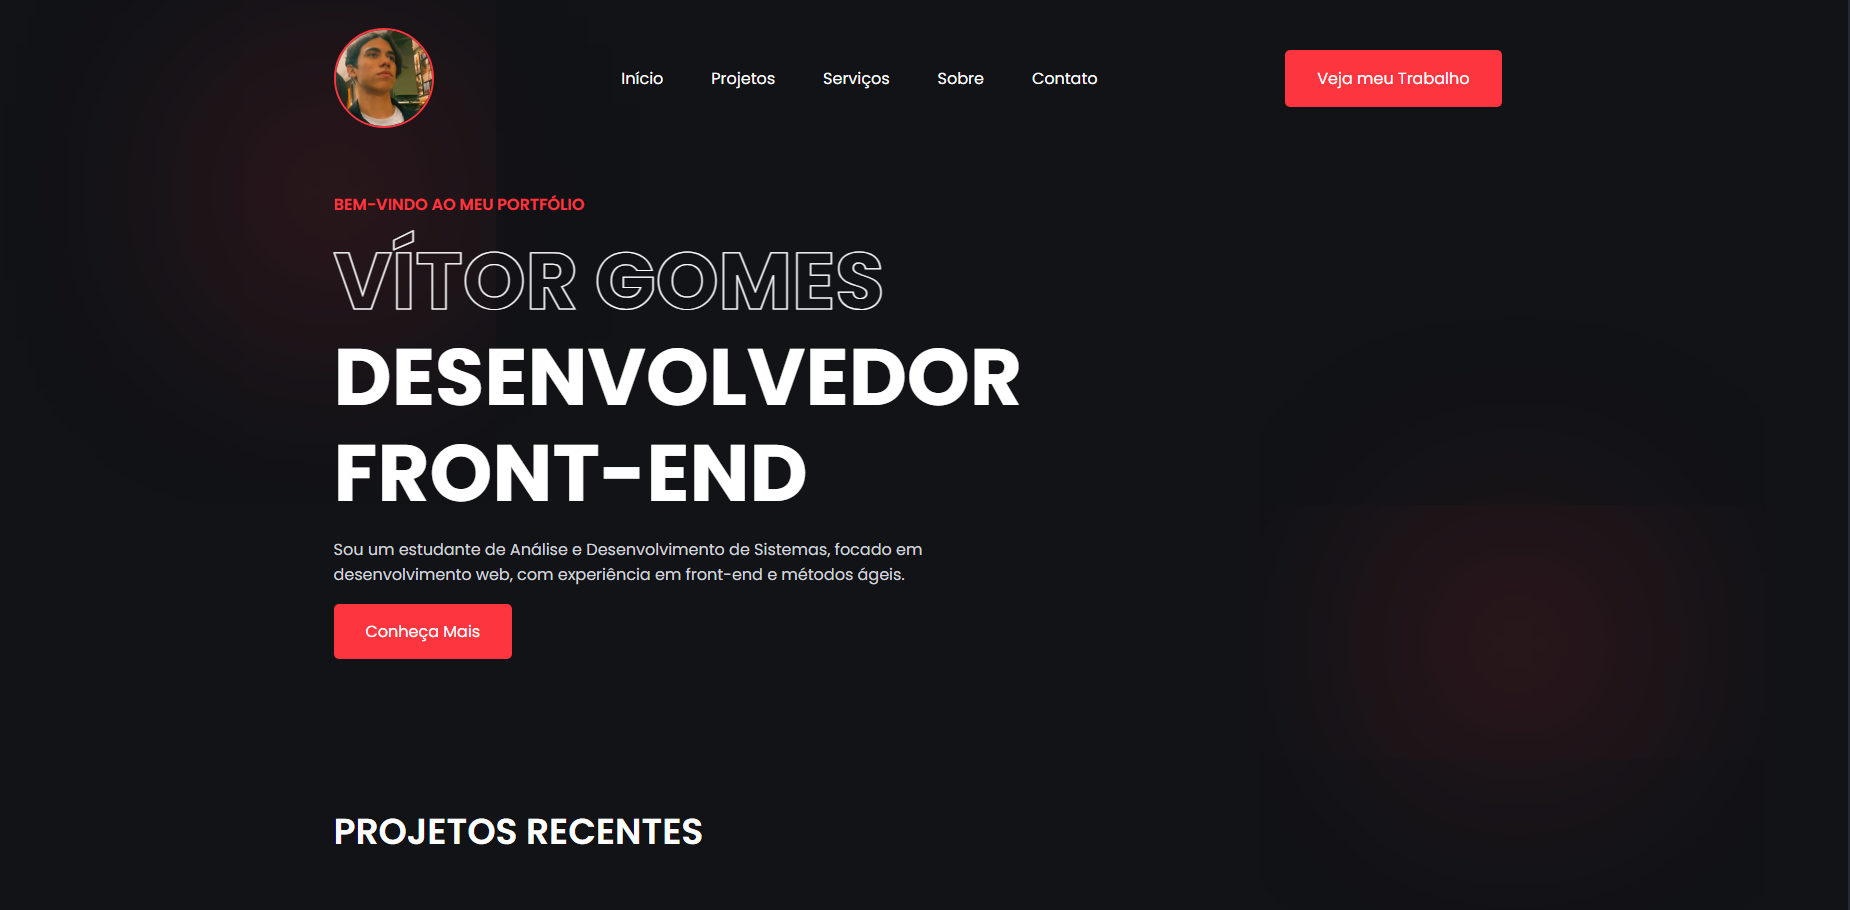 Início
Projetos
Serviços
Sobre
Contato
Veja meu Trabalho
BEM-VINDO AO MEU PORTFÓLIO
VÍTOR GOMES
DESENVOLVEDOR
FRONT-END
Sou um estudante de Análise e Desenvolvimento de Sistemas, focado em
desenvolvimento web, com experiência em front-end e métodos ágeis.
Conheça Mais
PROJETOS RECENTES